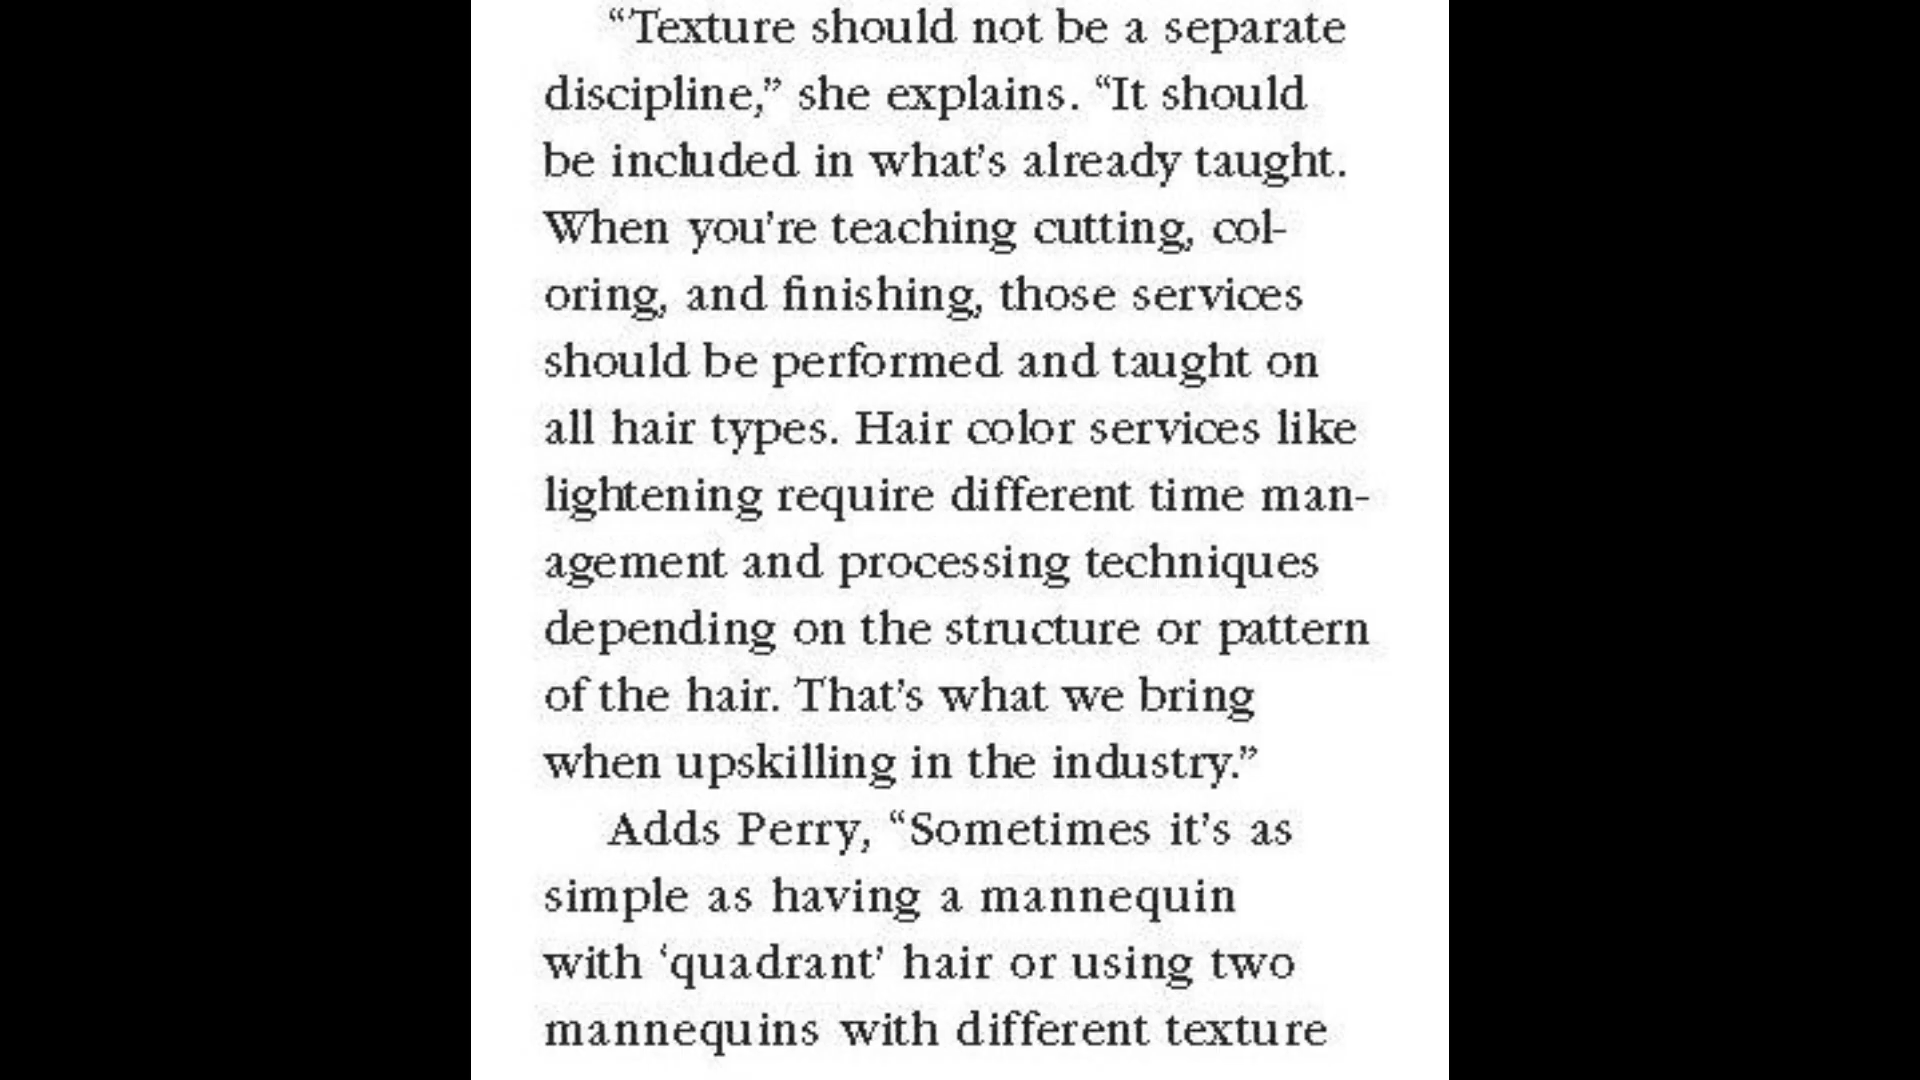 “Texture should not be a separate
discipline,” she explains. “It should
be included in what’s already taught.
When you’re teaching cutting, col-
oring, and finishing, those services
should be performed and taught on
all hair types. Hair color services like
lightening require different time man-
agement and processing techniques
depending on the structure or pattern
of the hair. That’s what we bring
when upskilling in the industry.”
Adds Perry, “Sometimes it’s as
simple as having a mannequin
with ‘quadrant’ hair or using two
mannequins with different texture